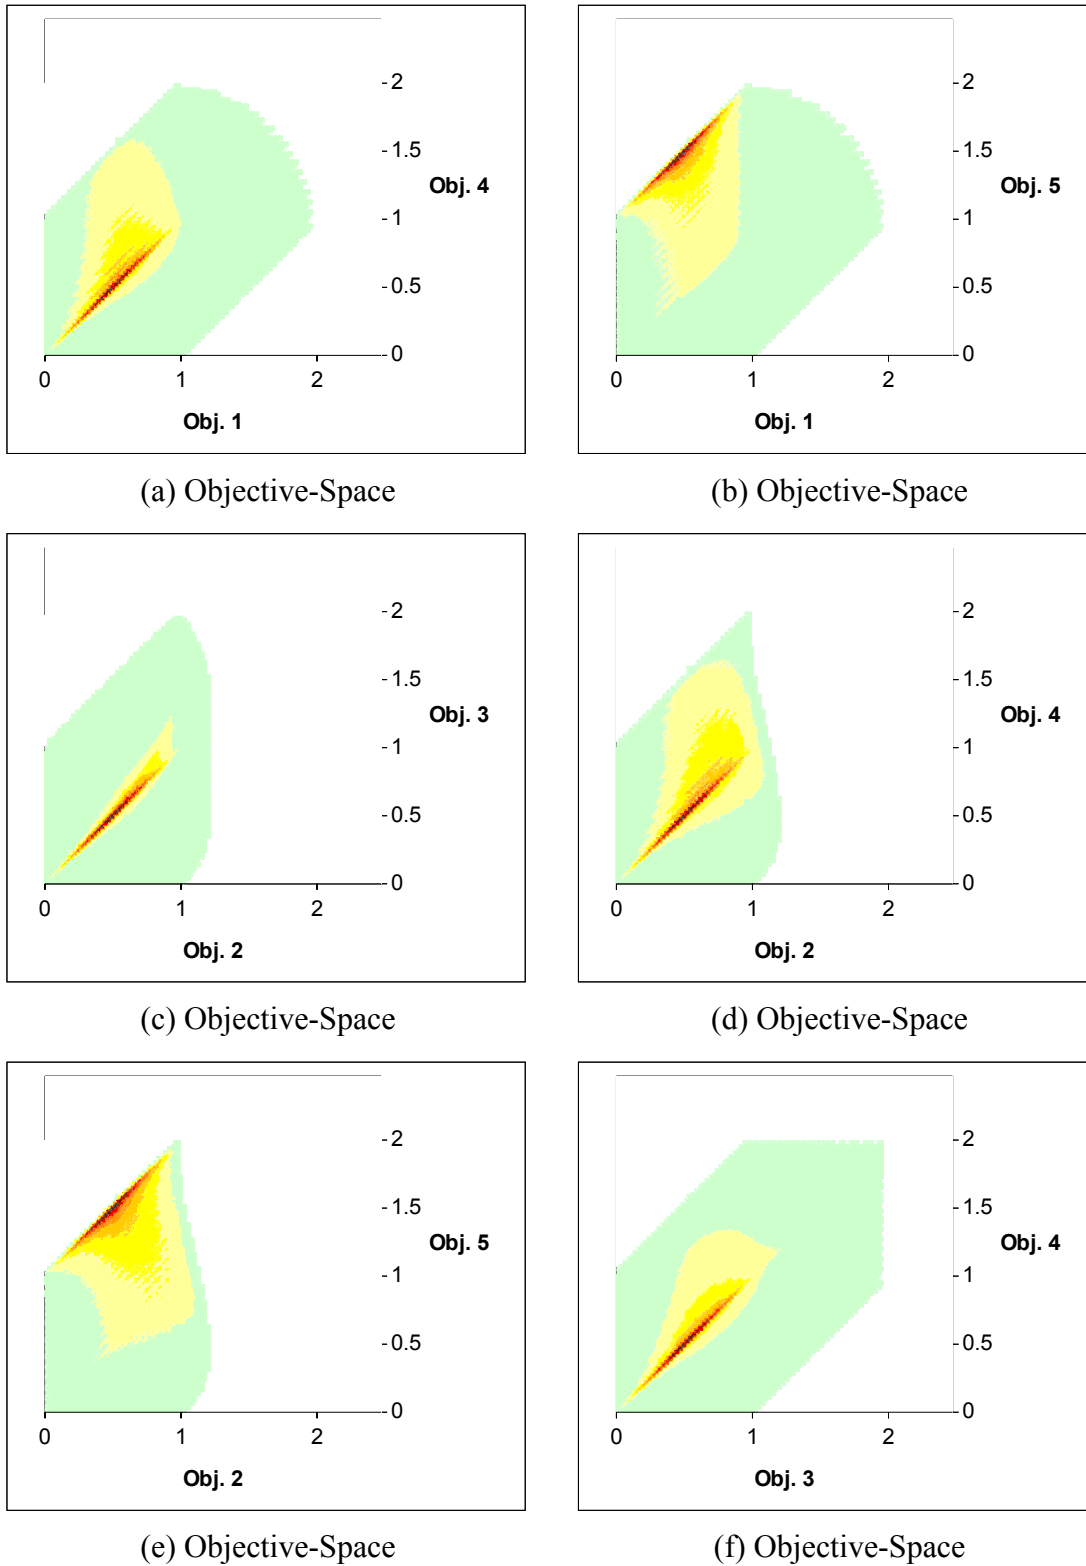 2
1.5
Obj. 4
1
0.5
0
0 1 2
Obj. 1
(a) Objective-Space
2
1.5
Obj. 5
1
0.5
0
0 1 2
Obj. 1
(b) Objective-Space
2
1.5
Obj. 3
1
0.5
0
0 1 2
Obj. 2
(c) Objective-Space
2
1.5
Obj. 4
1
0.5
0
0 1 2
Obj. 2
(d) Objective-Space
2
1.5
Obj. 5
1
0.5
0
0 1 2
Obj. 2
(e) Objective-Space
2
1.5
Obj. 4
1
0.5
0
0 1 2
Obj. 3
(f) Objective-Space